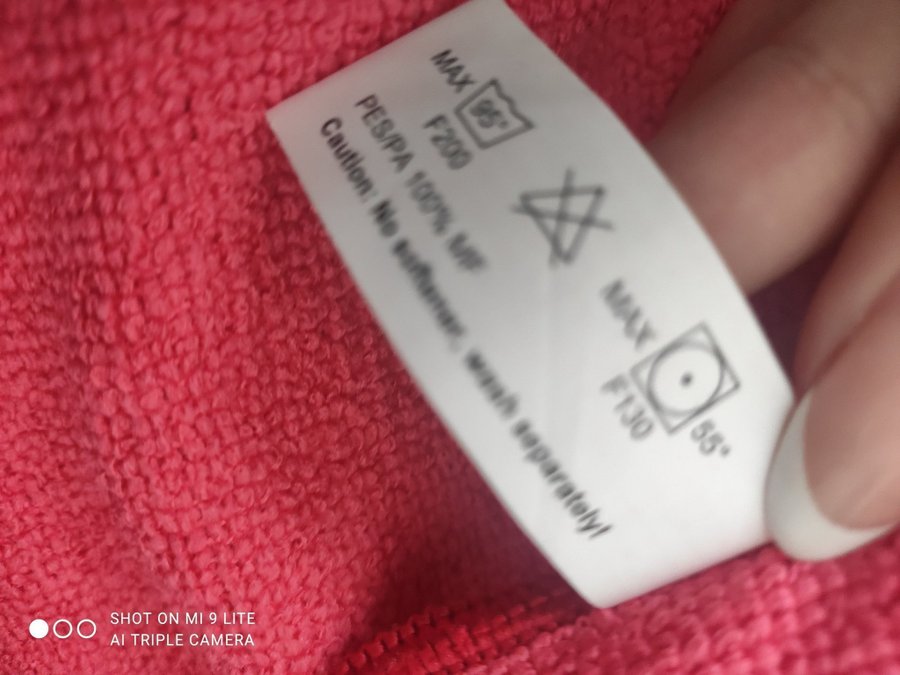 MAX
95°
F200
PES/PA 100% MF
Caution: No softener, wash separately!
MAX
F130
55°
SHOT ON MI 9 LITE
AI TRIPLE CAMERA